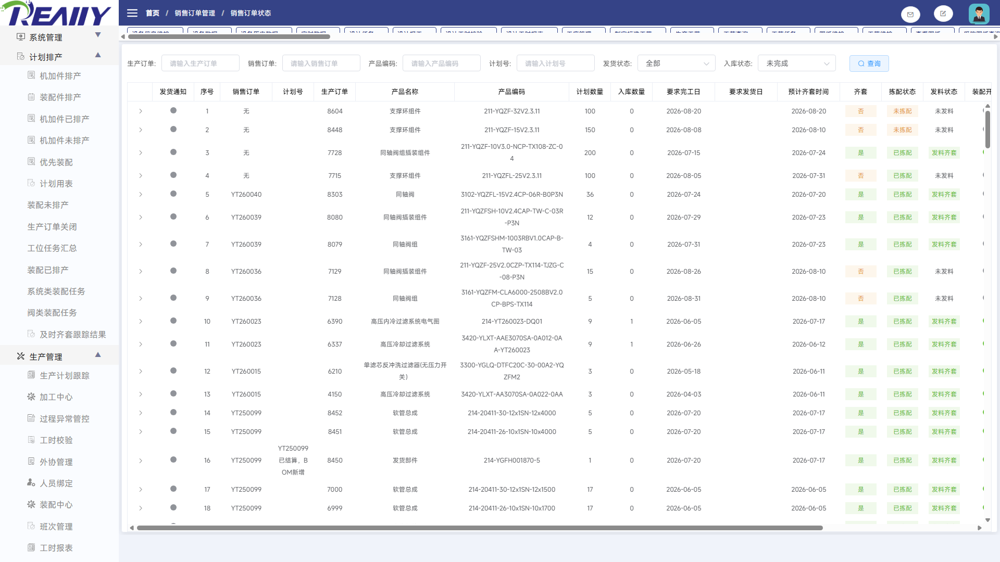 REAllY
首页 / 销售订单管理 / 销售订单状态
系统管理
计划排产
机加件排产
装配件排产
机加件已排产
机加件未排产
优先装配
计划用表
装配未排产
生产订单关闭
工位任务汇总
装配已排产
系统类装配任务
阀类装配任务
及时齐套跟踪结果
生产管理
生产计划跟踪
加工中心
过程异常管控
工时校验
外协管理
人员绑定
装配中心
班次管理
工时报表
生产订单: 请输入生产订单 销售订单: 请输入销售订单 产品编码: 请输入产品编码 计划号: 请输入计划号 发货状态: 全部 入库状态: 未完成 查询
发货通知 序号 销售订单 计划号 生产订单 产品名称 产品编码 计划数量 入库数量 要求完工日 要求发货日 预计齐套时间 齐套 拣配状态 发料状态 装配开
1 无 8604 支撑环组件 211-YQZF-32V2.3.11 100 0 2026-08-20 2026-08-20 否 未拣配 未发料
2 无 8448 支撑环组件 211-YQZF-15V2.3.11 150 0 2026-08-08 2026-08-10 否 未拣配 未发料
3 无 7728 同轴阀组插装组件 211-YQZF-10V3.0-NCP-TX108-ZC-0
4 200 0 2026-07-15 2026-07-24 是 已拣配 发料齐套
4 无 7715 支撑环组件 211-YQZFL-25V2.3.11 100 0 2026-08-05 2026-07-31 否 已拣配 未发料
5 YT260040 8303 同轴阀 3102-YQZFL-15V2.4CP-06R-B0P3N 36 0 2026-07-24 2026-07-20 是 已拣配 发料齐套
6 YT260039 8080 同轴阀插装组件 211-YQZFSH-10V2.4CAP-TW-C-03R
-P3N 12 0 2026-07-29 2026-07-23 是 已拣配 发料齐套
7 YT260039 8079 同轴阀组 3161-YQZFSHM-1003RBV1.0CAP-B-
TW-03 4 0 2026-07-31 2026-07-23 是 已拣配 发料齐套
8 YT260036 7129 同轴阀插装组件 211-YQZF-25V2.0CZP-TX114-TJZG-C
-08-P3N 15 0 2026-08-26 2026-08-10 否 已拣配 未发料
9 YT260036 7128 同轴阀组 3161-YQZFM-CLA6000-2508BV2.0
CP-BPS-TX114 5 0 2026-08-31 2026-08-10 否 已拣配 未发料
10 YT260023 6390 高压内冷过滤系统电气图 214-YT260023-DQ01 9 1 2026-06-05 2026-07-17 是 已拣配 发料齐套
11 YT260023 6337 高压冷却过滤系统 3420-YLXT-AAE3070SA-0A012-0A
A-YT260023 9 1 2026-06-26 2026-06-12 是 已拣配 发料齐套
12 YT260015 6210 单滤芯反冲洗过滤器(无压力开
关） 3300-YGLQ-DTFC20C-30-00A2-YQ
ZFM2 3 0 2026-05-18 2026-06-11 是 已拣配 发料齐套
13 YT260015 4150 高压冷却过滤系统 3420-YLXT-AA3070SA-0A022-0AA 3 0 2026-04-03 2026-06-11 是 已拣配 发料齐套
14 YT250099 8452 软管总成 214-20411-30-12x1SN-12x4000 5 0 2026-07-20 2026-07-17 是 已拣配 发料齐套
15 YT250099 8451 软管总成 214-20411-26-10x1SN-10x4000 5 0 2026-07-20 2026-07-17 是 已拣配 发料齐套
16 YT250099 YT250099
已结算，B
OM新增 8450 发货部件 214-YGFH001870-5 1 0 2026-07-20 2026-07-17 是 已拣配 发料齐套
17 YT250099 7000 软管总成 214-20411-30-12x1SN-12x1500 17 0 2026-06-05 2026-06-05 是 已拣配 发料齐套
18 YT250099 6999 软管总成 214-20411-26-10x1SN-10x1700 17 0 2026-06-05 2026-06-05 是 已拣配 发料齐套